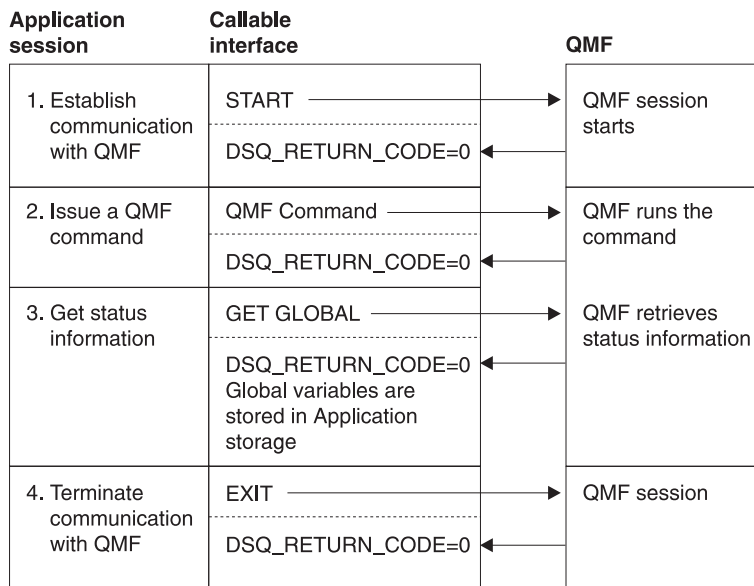 Application session
Callable interface
QMF
1. Establish
communication
with QMF
START
DSQ_RETURN_CODE=0
QMF session
starts
2. Issue a QMF
command
QMF Command
DSQ_RETURN_CODE=0
QMF runs the
command
3. Get status
information
GET GLOBAL
DSQ_RETURN_CODE=0
Global variables are
stored in Application
storage
QMF retrieves
status information
4. Terminate
communication
with QMF
EXIT
DSQ_RETURN_CODE=0
QMF session